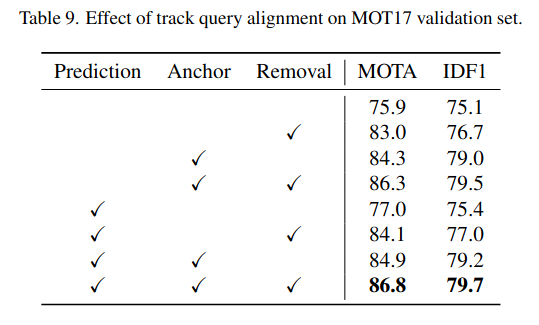 Table 9. Effect of track query alignment on MOT17 validation set.
Prediction Anchor Removal MOTA IDF1
75.9 75.1
✓ 83.0 76.7
✓ 84.3 79.0
✓ ✓ 86.3 79.5
✓ 77.0 75.4
✓ ✓ 84.1 77.0
✓ ✓ 84.9 79.2
✓ ✓ ✓ 86.8 79.7